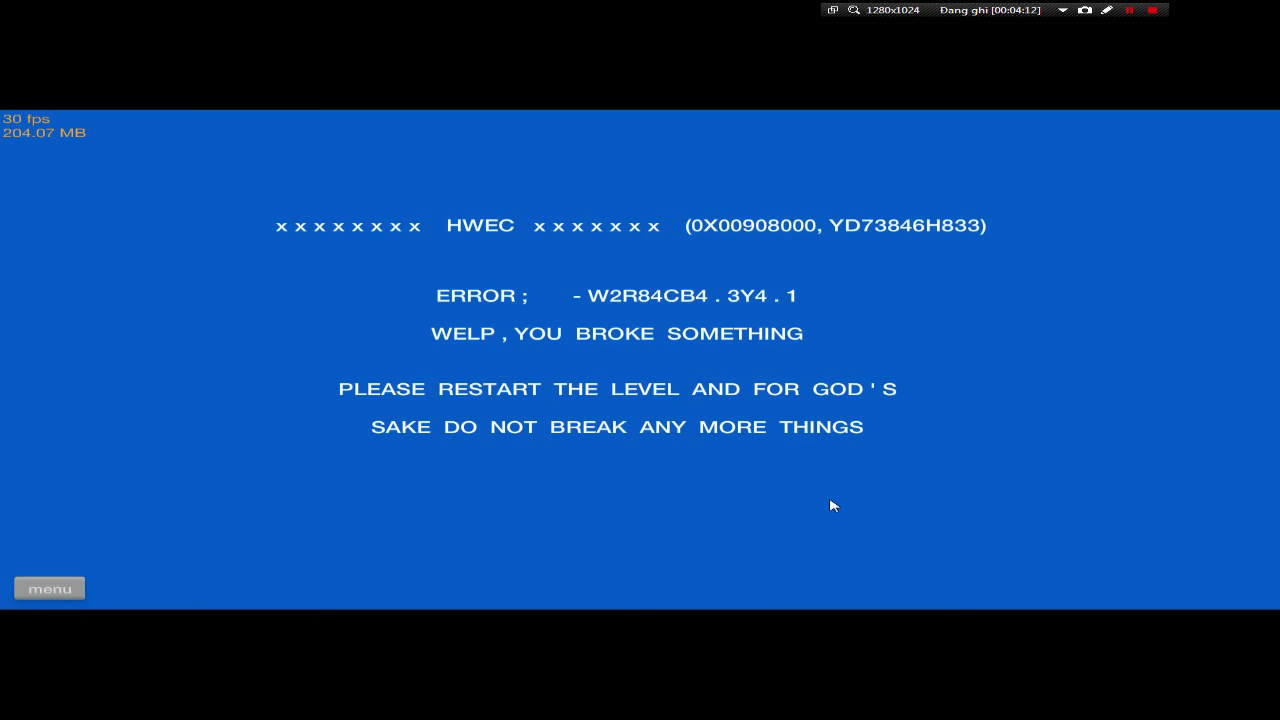 1280x1024 Đang ghi [00:04:12]
30 fps
204.07 MB
x x x x x x x x HWEC x x x x x x x (0X00908000, YD73846H833)
ERROR ; - W2R84CB4 . 3Y4 . 1
WELP , YOU BROKE SOMETHING
PLEASE RESTART THE LEVEL AND FOR GOD ' S
SAKE DO NOT BREAK ANY MORE THINGS
menu